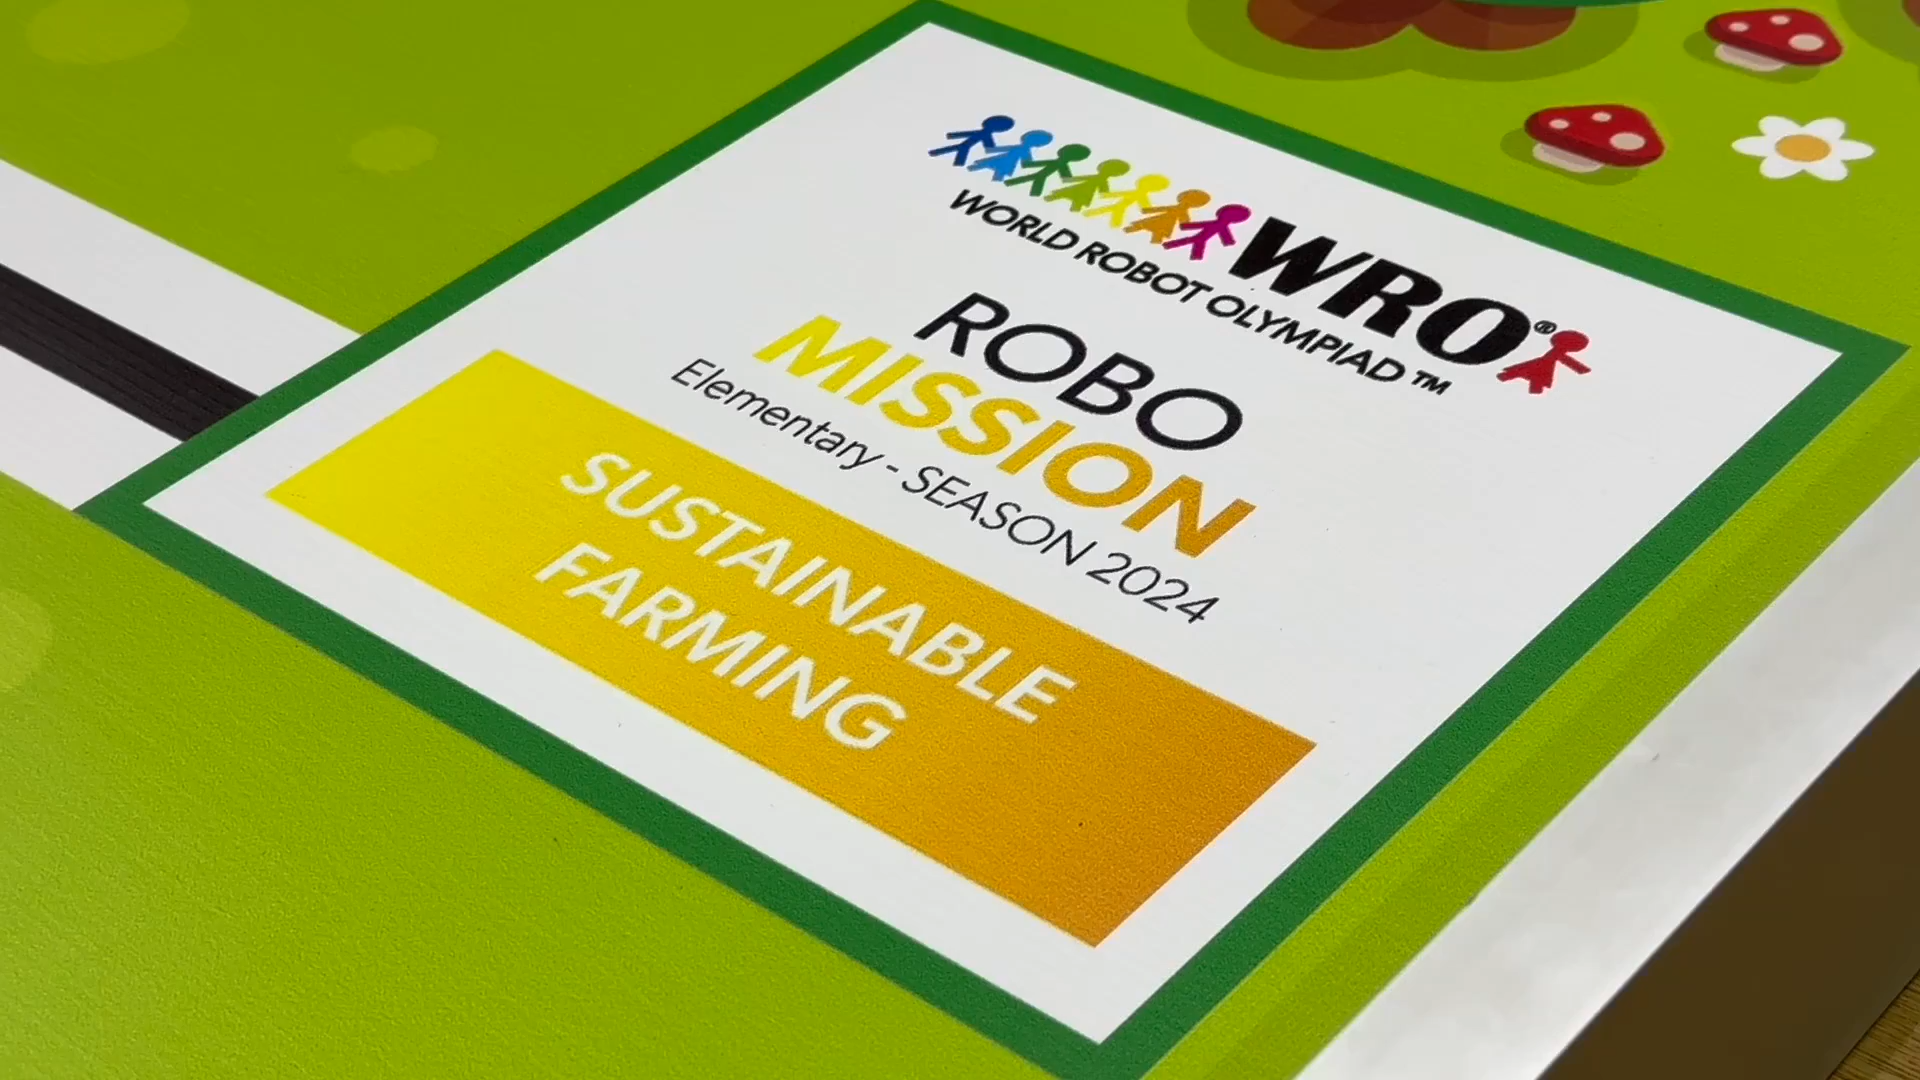 WRO®
WORLD ROBOT OLYMPIAD™
ROBO
MISSION
Elementary - SEASON 2024
SUSTAINABLE
FARMING